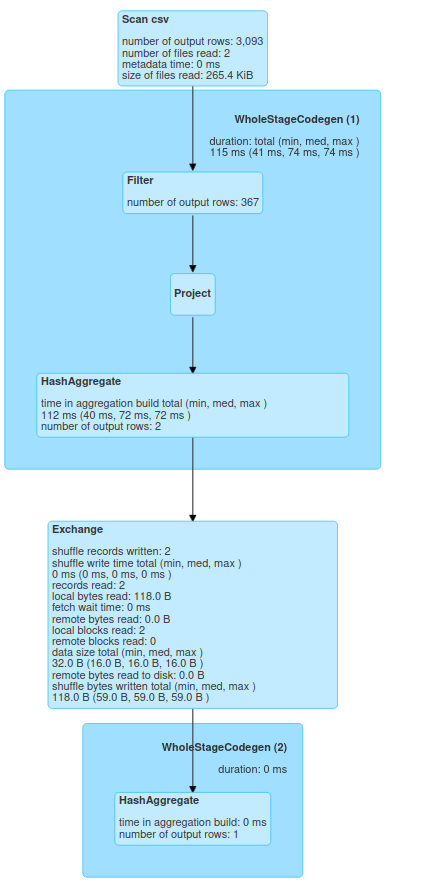 Scan csv
number of output rows: 3,093
number of files read: 2
metadata time: 0 ms
size of files read: 265.4 KiB
WholeStageCodegen (1)
duration: total (min, med, max )
115 ms (41 ms, 74 ms, 74 ms )
Filter
number of output rows: 367
Project
HashAggregate
time in aggregation build total (min, med, max )
112 ms (40 ms, 72 ms, 72 ms )
number of output rows: 2
Exchange
shuffle records written: 2
shuffle write time total (min, med, max )
0 ms (0 ms, 0 ms, 0 ms )
records read: 2
local bytes read: 118.0 B
fetch wait time: 0 ms
remote bytes read: 0.0 B
local blocks read: 2
remote blocks read: 0
data size total (min, med, max )
32.0 B (16.0 B, 16.0 B, 16.0 B )
remote bytes read to disk: 0.0 B
shuffle bytes written total (min, med, max )
118.0 B (59.0 B, 59.0 B, 59.0 B )
WholeStageCodegen (2)
duration: 0 ms
HashAggregate
time in aggregation build: 0 ms
number of output rows: 1